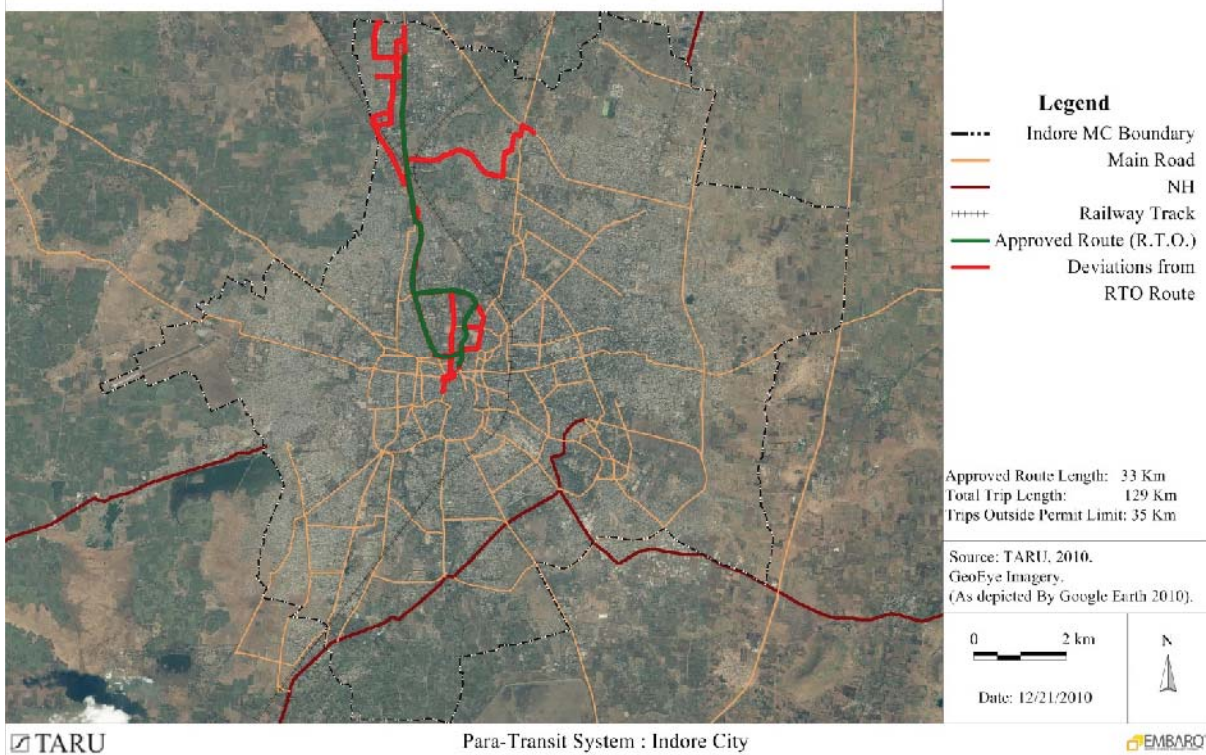 Legend
Indore MC Boundary
Main Road
NH
Railway Track
Approved Route (R.T.O.)
Deviations from
RTO Route
Approved Route Length: 33 Km
Total Trip Length: 129 Km
Trips Outside Permit Limit: 35 Km
Source: TARU, 2010.
GeoEye Imagery.
(As depicted By Google Earth 2010).
0 2 km
N
Date: 12/21/2010
TARU
Para-Transit System : Indore City
EMBARQ